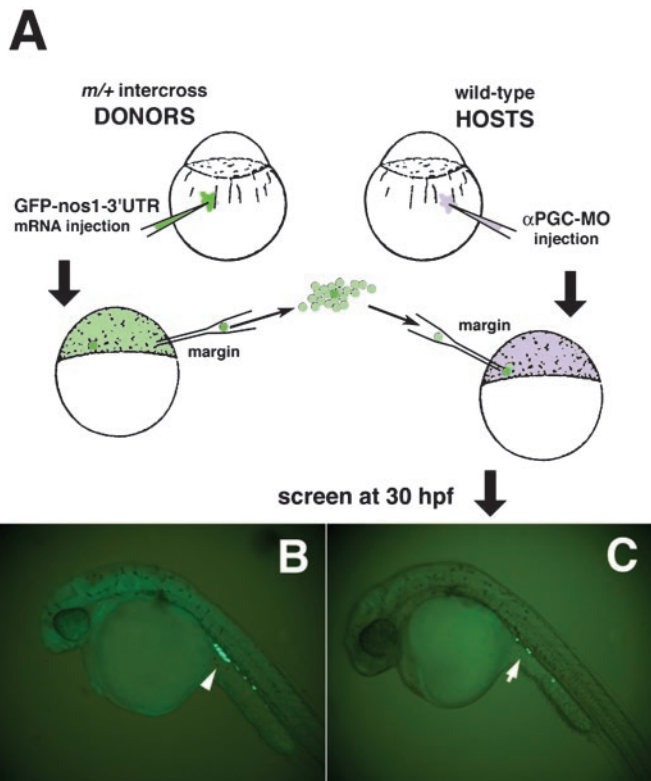 A
m/+ intercross
DONORS
wild-type
HOSTS
GFP-nos1-3'UTR
mRNA injection
αPGC-MO
injection
margin
margin
screen at 30 hpf
B
C